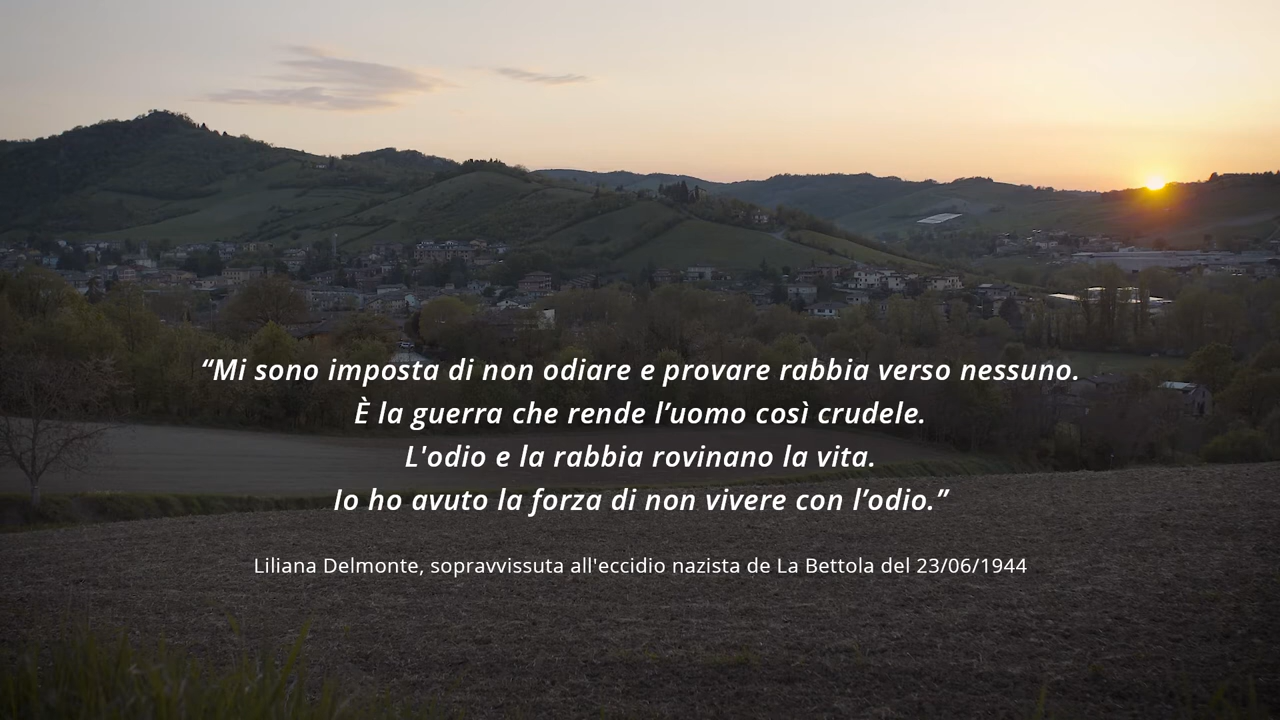 “Mi sono imposta di non odiare e provare rabbia verso nessuno.
È la guerra che rende l’uomo così crudele.
L'odio e la rabbia rovinano la vita.
Io ho avuto la forza di non vivere con l’odio.”
Liliana Delmonte, sopravvissuta all'eccidio nazista de La Bettola del 23/06/1944